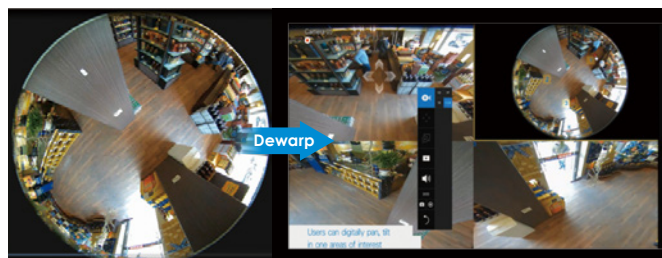 Dewarp
Users can digitally pan, tilt
in one areas of interest